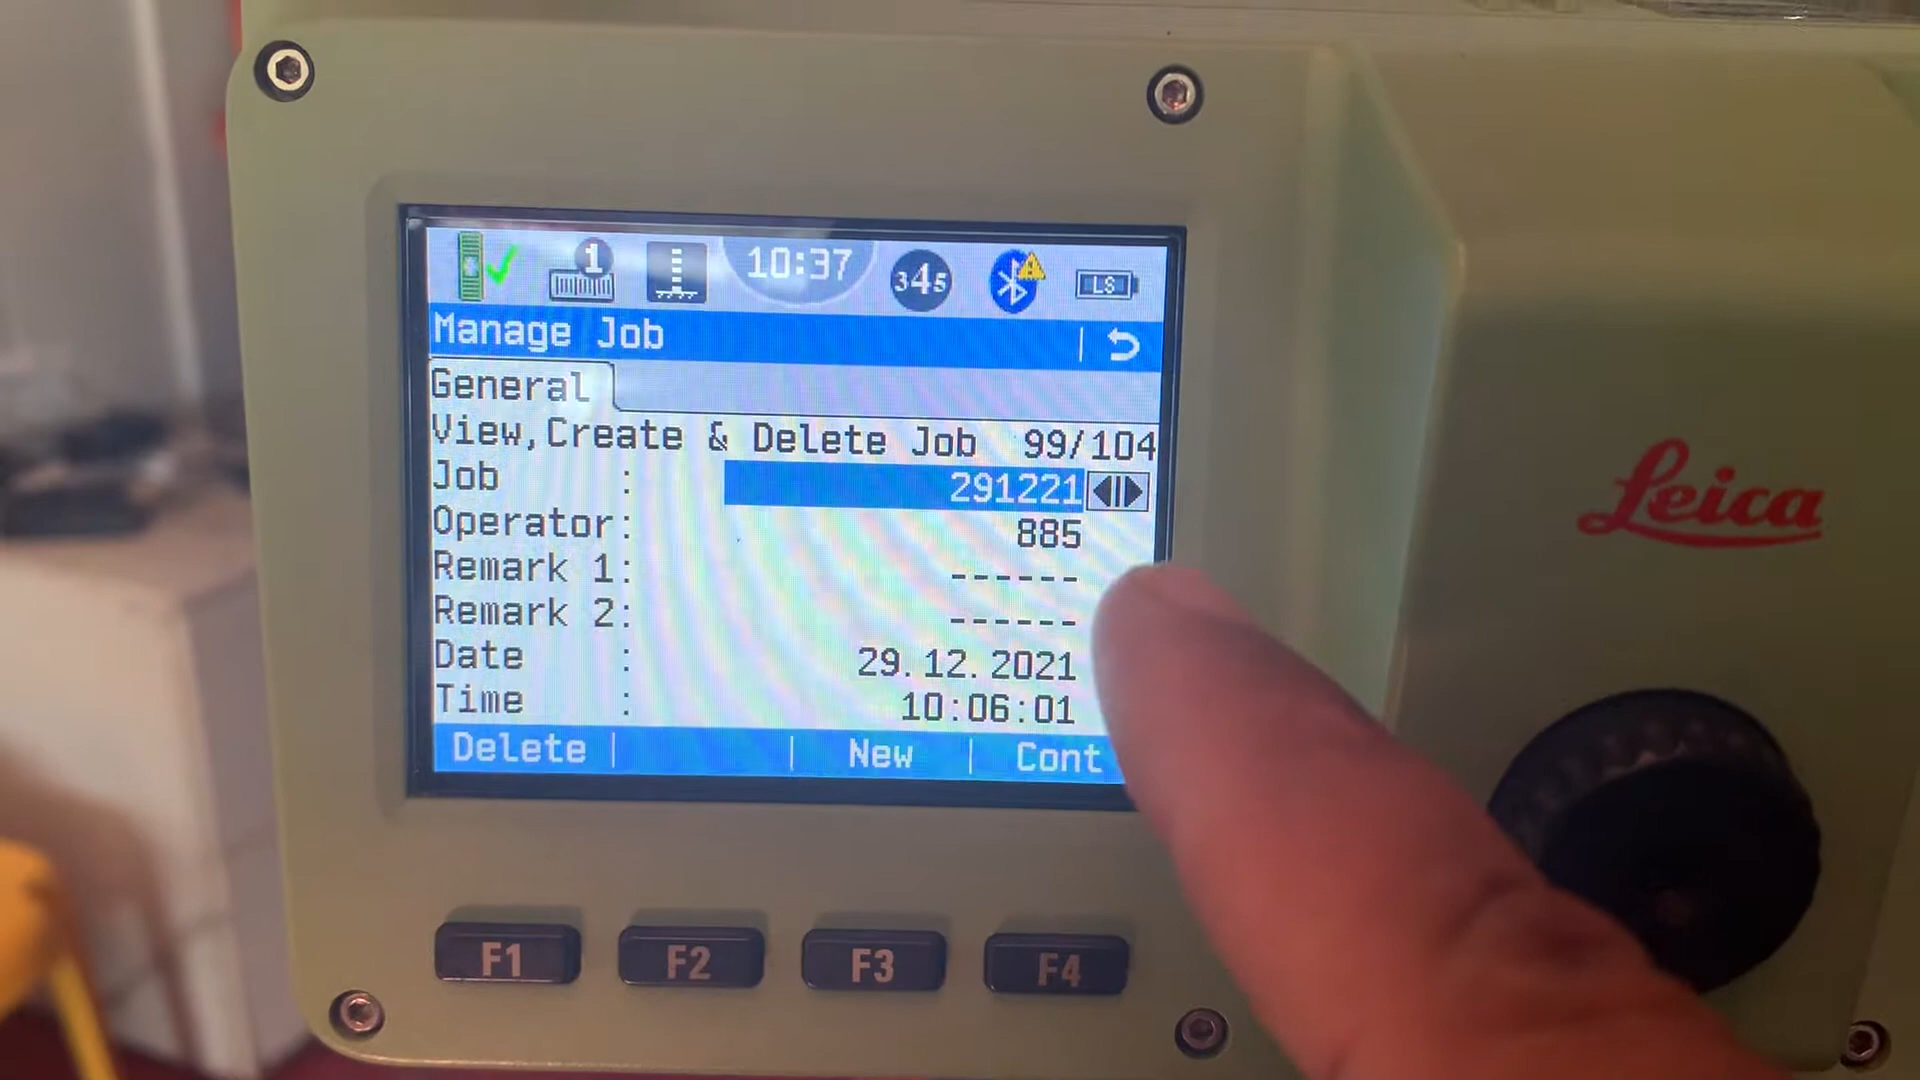 1
10:37
345
LS
Manage Job
General
View,Create & Delete Job 99/104
Job : 291221
Operator: 885
Remark 1: ------
Remark 2: ------
Date : 29.12.2021
Time : 10:06:01
Delete | | New | Cont
F1 F2 F3 F4
Leica